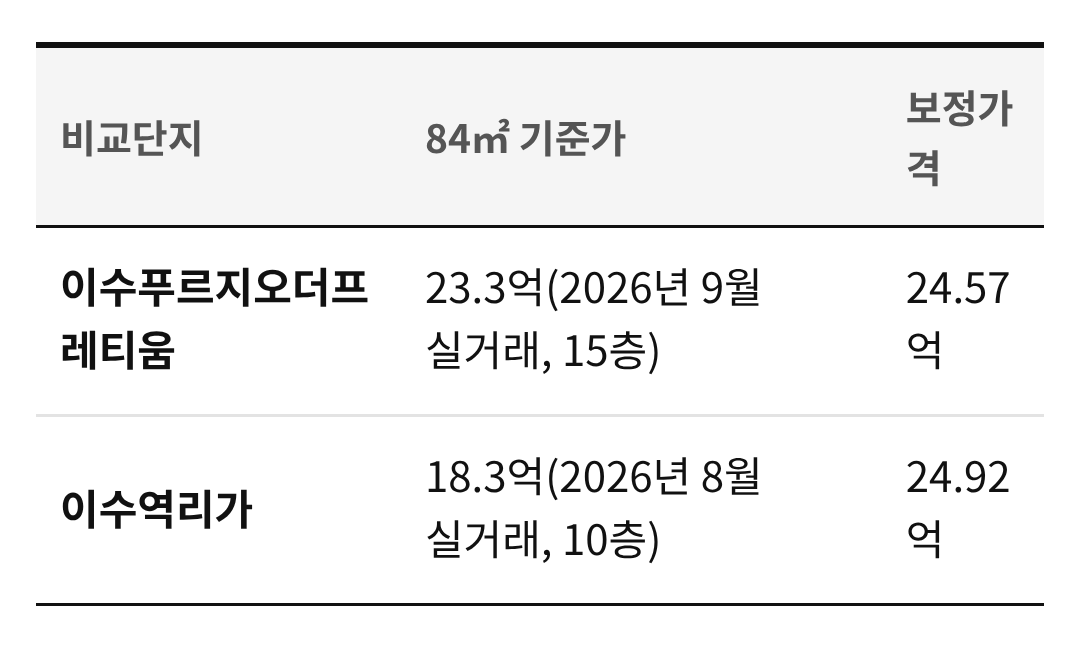 비교단지 84㎡ 기준가 보정가
격
이수푸르지오더프 23.3억(2026년 9월 24.57
레티움 실거래, 15층) 억
이수역리가 18.3억(2026년 8월 24.92
실거래, 10층) 억